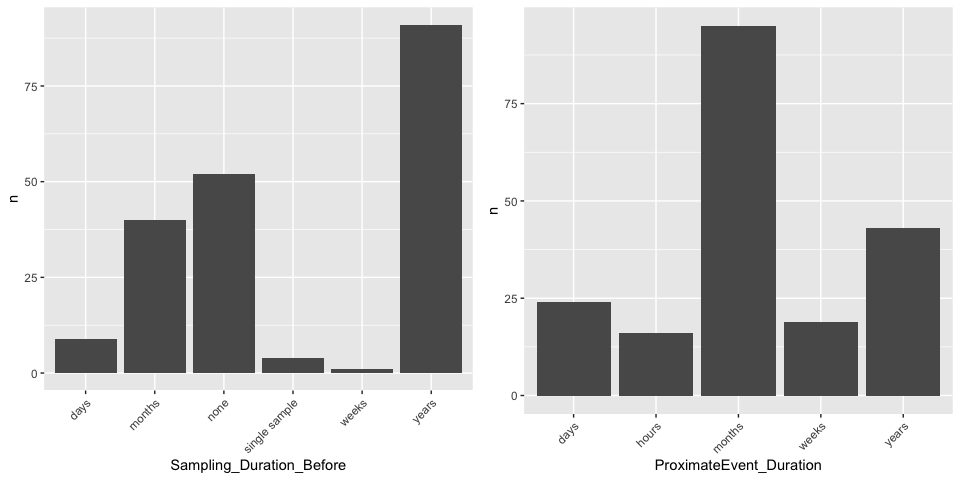 75
50
25
0
n
days
months
none
single sample
weeks
years
Sampling_Duration_Before
75
50
25
0
n
days
hours
months
weeks
years
ProximateEvent_Duration